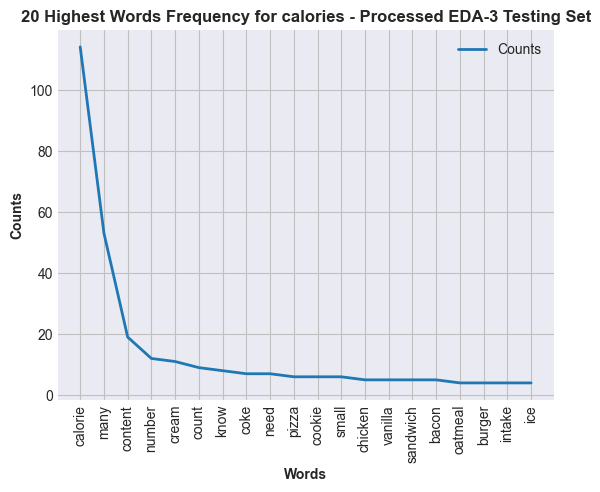 20 Highest Words Frequency for calories - Processed EDA-3 Testing Set
Counts
100
80
60
40
20
0
Counts
calorie
many
content
number
cream
count
know
coke
need
pizza
cookie
small
chicken
vanilla
sandwich
bacon
oatmeal
burger
intake
ice
Words